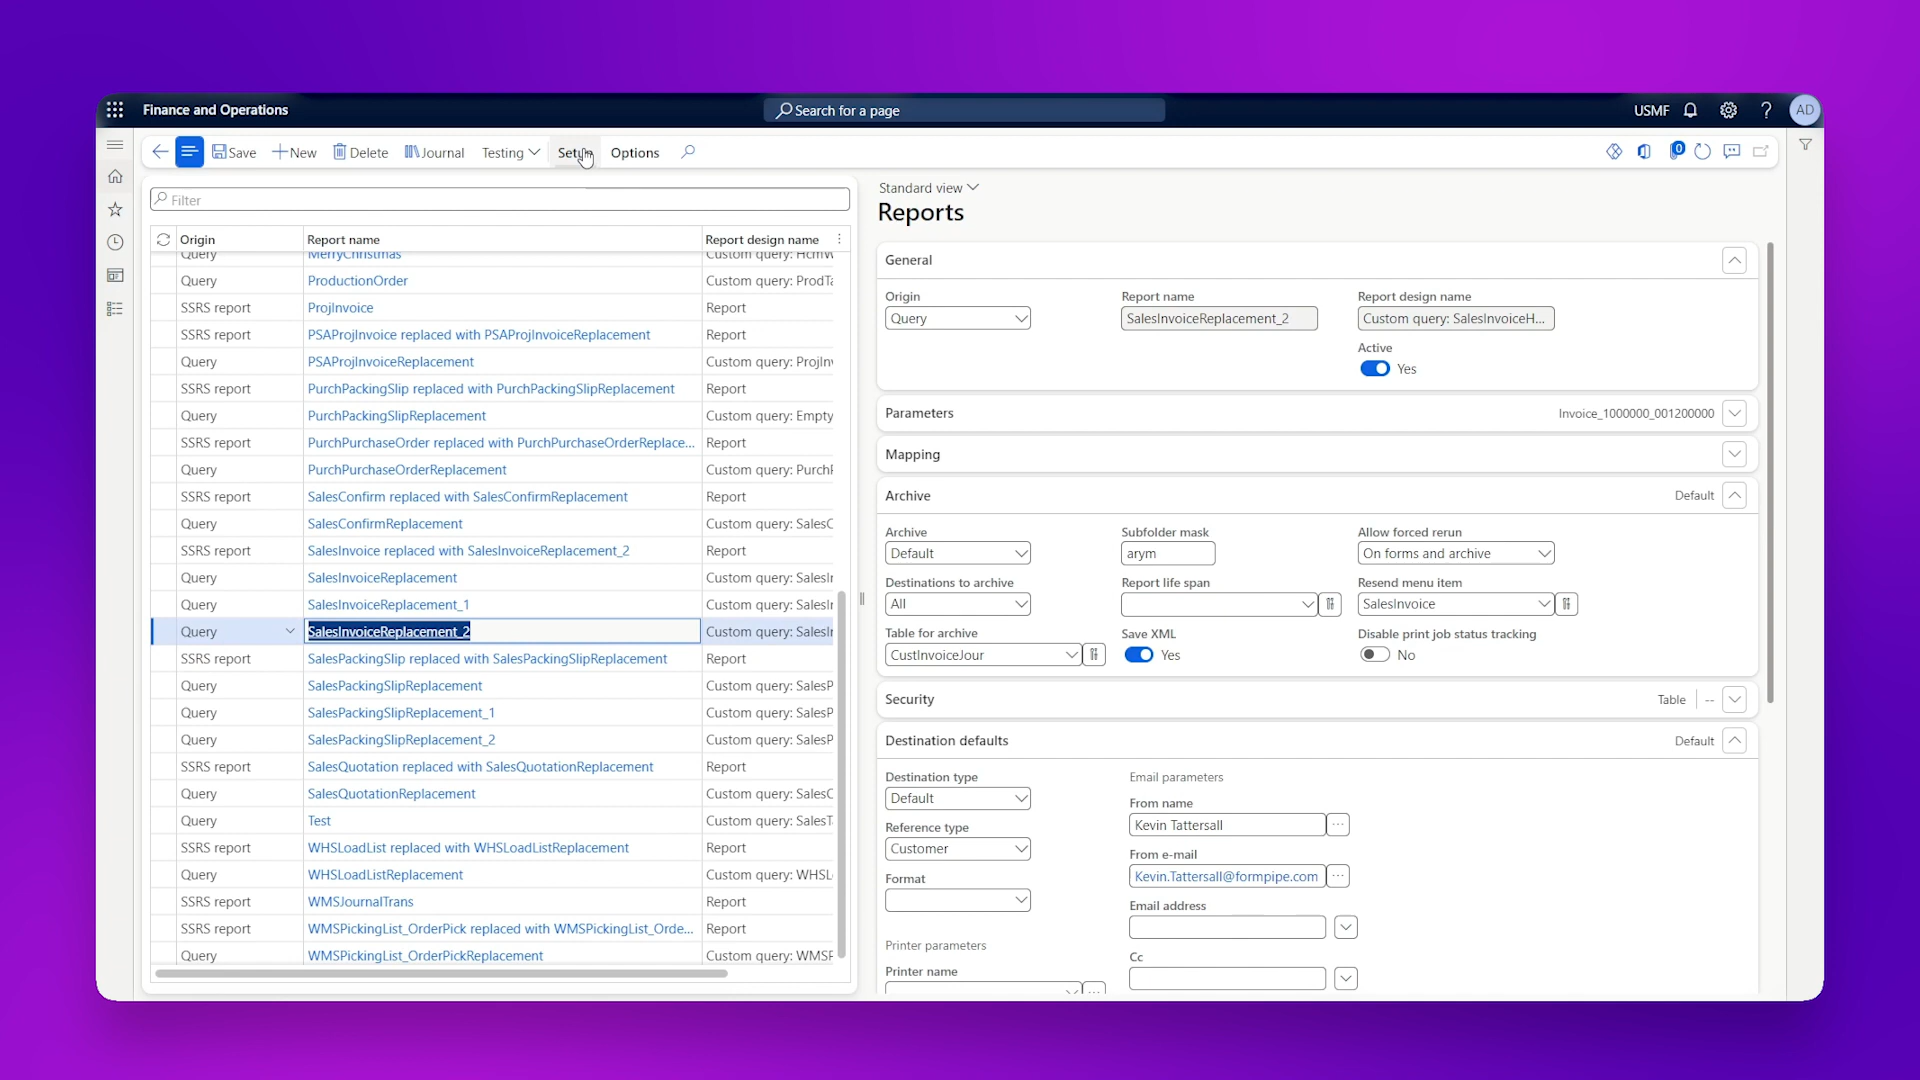 Finance and Operations
Search for a page
USMF
AD
Save
New
Delete
Journal
Testing
Setup
Options
0
Filter
Origin Report name Report design name
Query MerryChristmas Custom query: HcmW
Query ProductionOrder Custom query: ProdTa
SSRS report ProjInvoice Report
SSRS report PSAProjInvoice replaced with PSAProjInvoiceReplacement Report
Query PSAProjInvoiceReplacement Custom query: ProjInv
SSRS report PurchPackingSlip replaced with PurchPackingSlipReplacement Report
Query PurchPackingSlipReplacement Custom query: Empty
SSRS report PurchPurchaseOrder replaced with PurchPurchaseOrderReplace... Report
Query PurchPurchaseOrderReplacement Custom query: PurchF
SSRS report SalesConfirm replaced with SalesConfirmReplacement Report
Query SalesConfirmReplacement Custom query: SalesC
SSRS report SalesInvoice replaced with SalesInvoiceReplacement_2 Report
Query SalesInvoiceReplacement Custom query: SalesIr
Query SalesInvoiceReplacement_1 Custom query: SalesIr
Query SalesInvoiceReplacement_2 Custom query: SalesIr
SSRS report SalesPackingSlip replaced with SalesPackingSlipReplacement Report
Query SalesPackingSlipReplacement Custom query: SalesP
Query SalesPackingSlipReplacement_1 Custom query: SalesP
Query SalesPackingSlipReplacement_2 Custom query: SalesP
SSRS report SalesQuotation replaced with SalesQuotationReplacement Report
Query SalesQuotationReplacement Custom query: SalesC
Query Test Custom query: SalesT
SSRS report WHSLoadList replaced with WHSLoadListReplacement Report
Query WHSLoadListReplacement Custom query: WHSL
SSRS report WMSJournalTrans Report
SSRS report WMSPickingList_OrderPick replaced with WMSPickingList_Orde... Report
Query WMSPickingList_OrderPickReplacement Custom query: WMSF
Standard view
Reports
General
Origin
Query
Report name
SalesInvoiceReplacement_2
Report design name
Custom query: SalesInvoiceH...
Active
Yes
Parameters Invoice_1000000_001200000
Mapping
Archive Default
Archive
Default
Subfolder mask
arym
Allow forced rerun
On forms and archive
Destinations to archive
All
Report life span
Resend menu item
SalesInvoice
Table for archive
CustInvoiceJour
Save XML
Yes
Disable print job status tracking
No
Security Table --
Destination defaults Default
Destination type
Default
Reference type
Customer
Format
Printer parameters
Printer name
Email parameters
From name
Kevin Tattersall
From e-mail
Kevin.Tattersall@formpipe.com
Email address
Cc